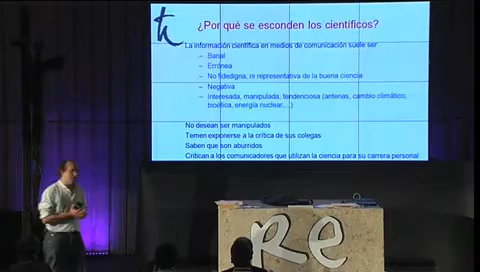 ¿Por qué se esconden los científicos?
La información científica en medios de comunicación suele ser
– Banal
– Errónea
– No fidedigna, ni representativa de la buena ciencia
– Negativa
– Interesada, manipulada, tendenciosa (antenas, cambio climático,
bioética, energía nuclear,...)
No desean ser manipulados
Temen exponerse a la crítica de sus colegas
Saben que son aburridos
Critican a los comunicadores que utilizan la ciencia para su carrera personal
Re